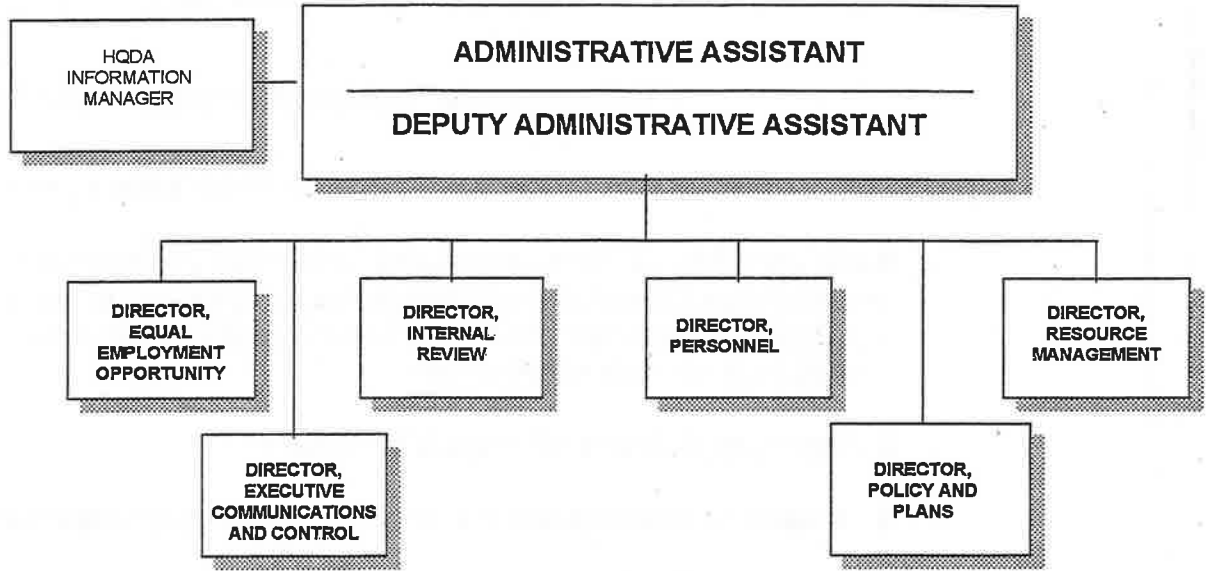 HQDA
INFORMATION
MANAGER
ADMINISTRATIVE ASSISTANT
DEPUTY ADMINISTRATIVE ASSISTANT
DIRECTOR,
EQUAL
EMPLOYMENT
OPPORTUNITY
DIRECTOR,
INTERNAL
REVIEW
DIRECTOR,
PERSONNEL
DIRECTOR,
RESOURCE
MANAGEMENT
DIRECTOR,
EXECUTIVE
COMMUNICATIONS
AND CONTROL
DIRECTOR,
POLICY AND
PLANS